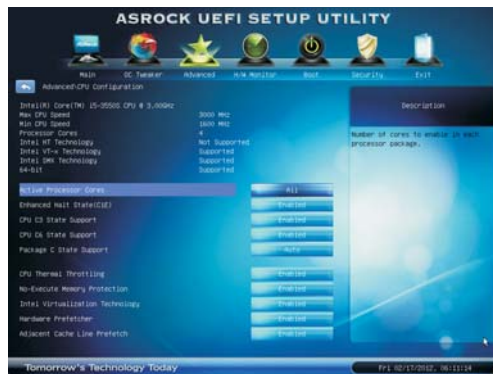 ASROCK UEFI SETUP UTILITY
Main OC Tweaker Advanced H/W Monitor Boot Security Exit
Advanced\CPU Configuration
Description
Intel(R) Core(TM) i5-3550S CPU @ 3.00GHz
Max CPU Speed 3000 MHz
Min CPU Speed 1600 MHz
Processor Cores 4
Intel HT Technology Not Supported
Intel VT-x Technology Supported
Intel SMX Technology Supported
64-bit Supported
Number of cores to enable in each
processor package.
Active Processor Cores All
Enhanced Halt State(C1E) Enabled
CPU C3 State Support Enabled
CPU C6 State Support Enabled
Package C State Support Auto
CPU Thermal Throttling Enabled
No-Execute Memory Protection Enabled
Intel Virtualization Technology Enabled
Hardware Prefetcher Enabled
Adjacent Cache Line Prefetch Enabled
Tomorrow's Technology Today
Fri 02/17/2012, 06:11:14